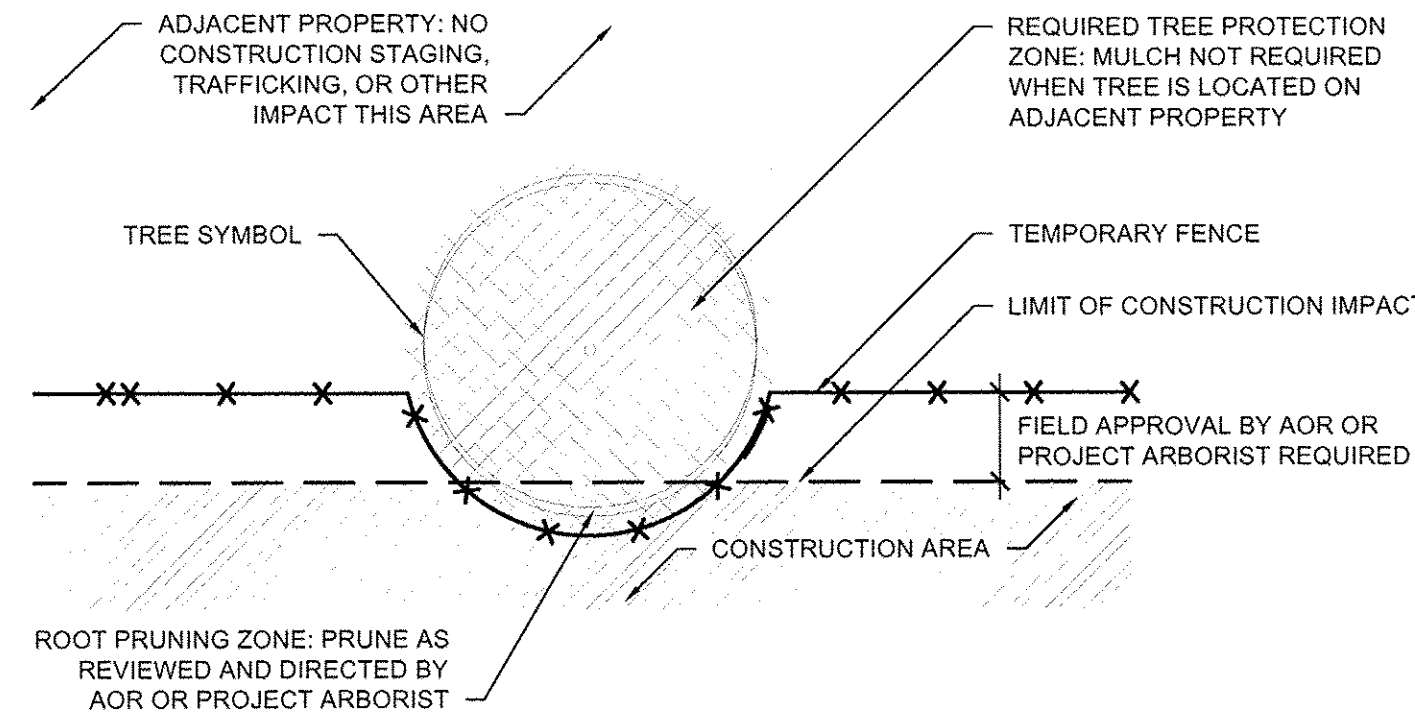 ADJACENT PROPERTY: NO
CONSTRUCTION STAGING,
TRAFFICKING, OR OTHER
IMPACT THIS AREA
REQUIRED TREE PROTECTION
ZONE: MULCH NOT REQUIRED
WHEN TREE IS LOCATED ON
ADJACENT PROPERTY
TREE SYMBOL
TEMPORARY FENCE
LIMIT OF CONSTRUCTION IMPACT
FIELD APPROVAL BY AOR OR
PROJECT ARBORIST REQUIRED
CONSTRUCTION AREA
ROOT PRUNING ZONE: PRUNE AS
REVIEWED AND DIRECTED BY
AOR OR PROJECT ARBORIST